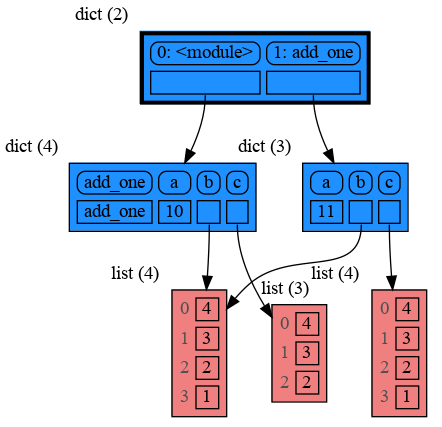 dict (2)
0: <module> 1: add_one
dict (4)
add_one a b c
add_one 10
dict (3)
a b c
11
list (4)
0 4
1 3
2 2
3 1
list (3)
0 4
1 3
2 2
list (4)
0 4
1 3
2 2
3 1